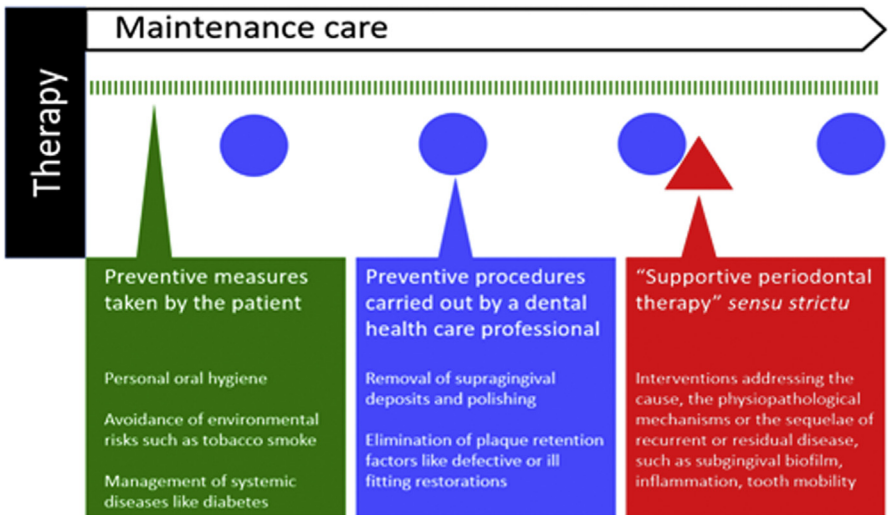 Maintenance care
Therapy
Preventive measures
taken by the patient
Personal oral hygiene
Avoidance of environmental
risks such as tobacco smoke
Management of systemic
diseases like diabetes
Preventive procedures
carried out by a dental
health care professional
Removal of supragingival
deposits and polishing
Elimination of plaque retention
factors like defective or ill
fitting restorations
“Supportive periodontal
therapy” sensu strictu
Interventions addressing the
cause, the physiopathological
mechanisms or the sequelae of
recurrent or residual disease,
such as subgingival biofilm,
inflammation, tooth mobility